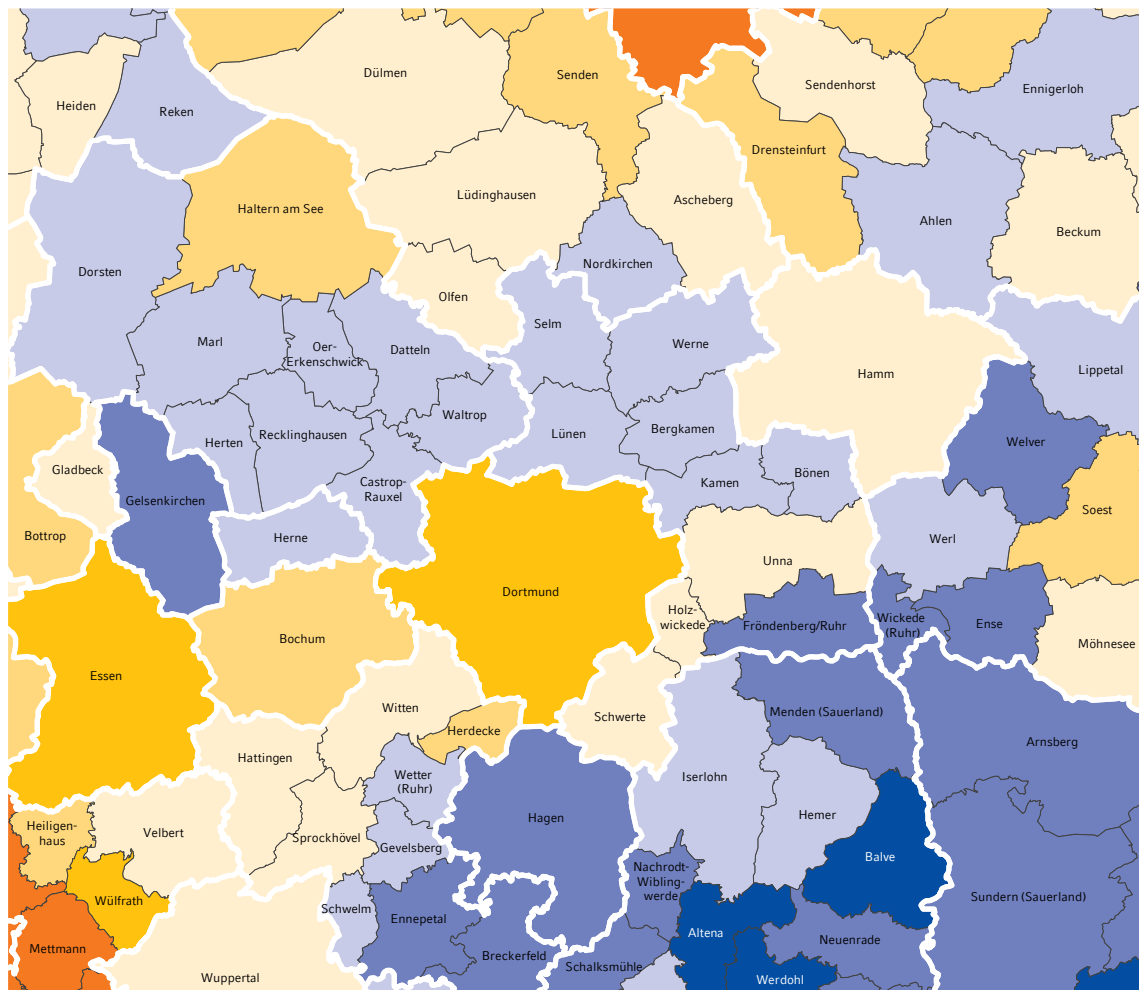 Dülmen
Senden
Sendenhorst
Ennigerloh
Heiden
Reken
Drensteinfurt
Lüdinghausen
Ascheberg
Haltern am See
Ahlen
Beckum
Dorsten
Nordkirchen
Olfen
Selm
Marl
Oer-
Erkenschwick
Datteln
Werne
Hamm
Lippetal
Waltrop
Herten
Recklinghausen
Lünen
Bergkamen
Welver
Gladbeck
Gelsenkirchen
Castrop-
Rauxel
Kamen
Bönen
Soest
Bottrop
Herne
Werl
Unna
Dortmund
Holz-
wickede
Fröndenberg/Ruhr
Wickede
(Ruhr)
Ense
Bochum
Möhnesee
Essen
Witten
Schwerte
Menden (Sauerland)
Herdecke
Arnsberg
Hattingen
Wetter
(Ruhr)
Iserlohn
Hagen
Hemer
Heiligen-
haus
Velbert
Sprockhövel
Gevelsberg
Balve
Nachrodt-
Wibling-
werde
Sundern (Sauerland)
Wülfrath
Schwelm
Ennepetal
Altena
Neuenrade
Mettmann
Breckerfeld
Schalksmühle
Wuppertal
Werdohl